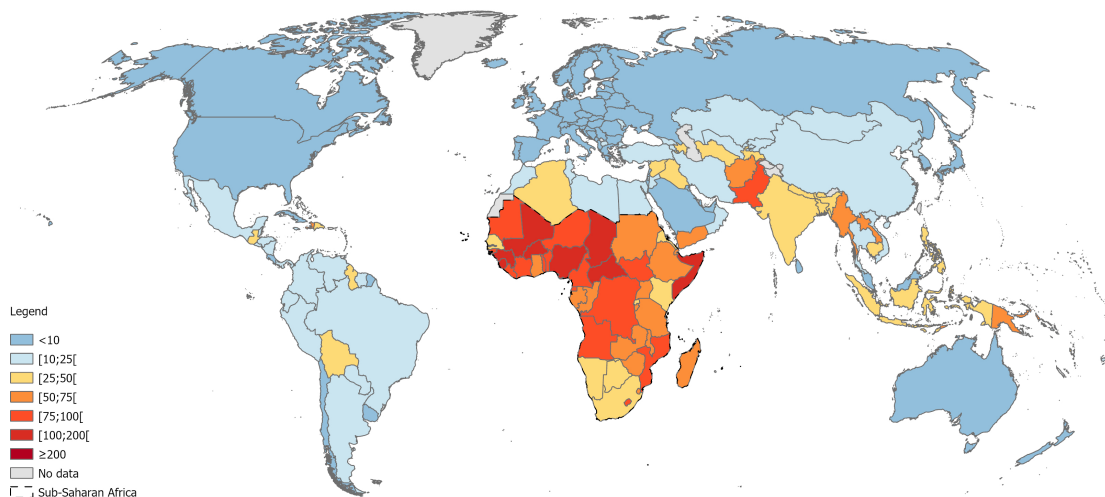 Legend
<10
[10;25[
[25;50[
[50;75[
[75;100[
[100;200[
≥200
No data
Sub-Saharan Africa